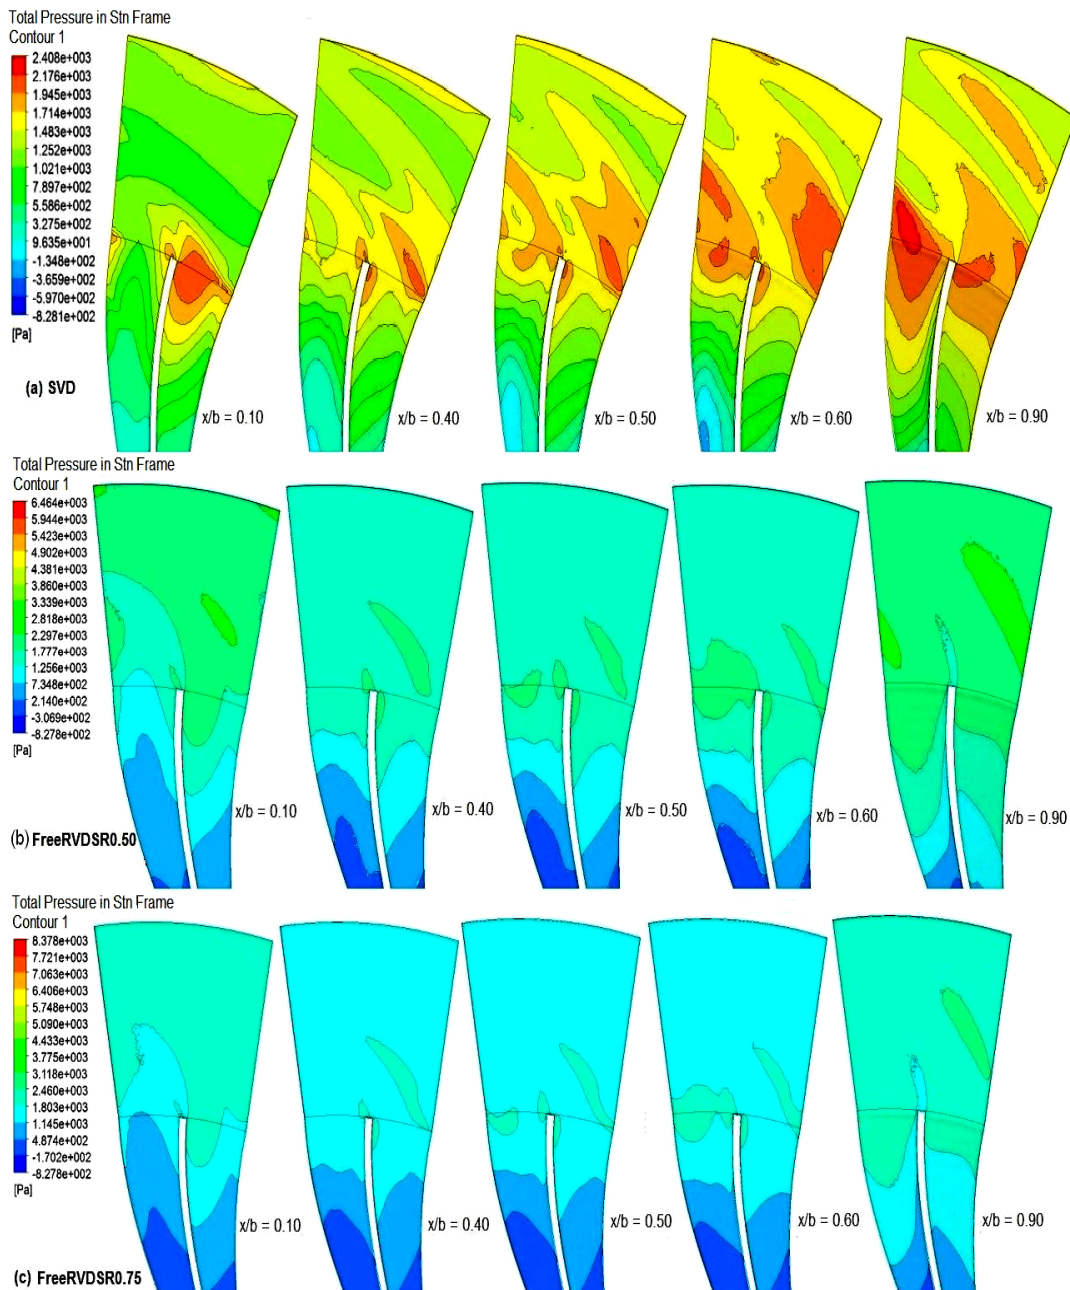 Total Pressure in Stn Frame
Contour 1
2.408e+003
2.176e+003
1.945e+003
1.714e+003
1.483e+003
1.252e+003
1.021e+003
7.897e+002
5.586e+002
3.275e+002
9.635e+001
-1.348e+002
-3.659e+002
-5.970e+002
-8.281e+002
[Pa]
(a) SVD
x/b = 0.10
x/b = 0.40
x/b = 0.50
x/b = 0.60
x/b = 0.90
Total Pressure in Stn Frame
Contour 1
6.464e+003
5.944e+003
5.423e+003
4.902e+003
4.381e+003
3.860e+003
3.339e+003
2.818e+003
2.297e+003
1.777e+003
1.256e+003
7.348e+002
2.140e+002
-3.069e+002
-8.278e+002
[Pa]
x/b = 0.10
x/b = 0.40
x/b = 0.50
x/b = 0.60
x/b = 0.90
(b) FreeRVDSR0.50
Total Pressure in Stn Frame
Contour 1
8.378e+003
7.721e+003
7.063e+003
6.406e+003
5.748e+003
5.090e+003
4.433e+003
3.775e+003
3.118e+003
2.460e+003
1.803e+003
1.145e+003
4.874e+002
-1.702e+002
-8.278e+002
[Pa]
x/b = 0.10
x/b = 0.40
x/b = 0.50
x/b = 0.60
x/b = 0.90
(c) FreeRVDSR0.75